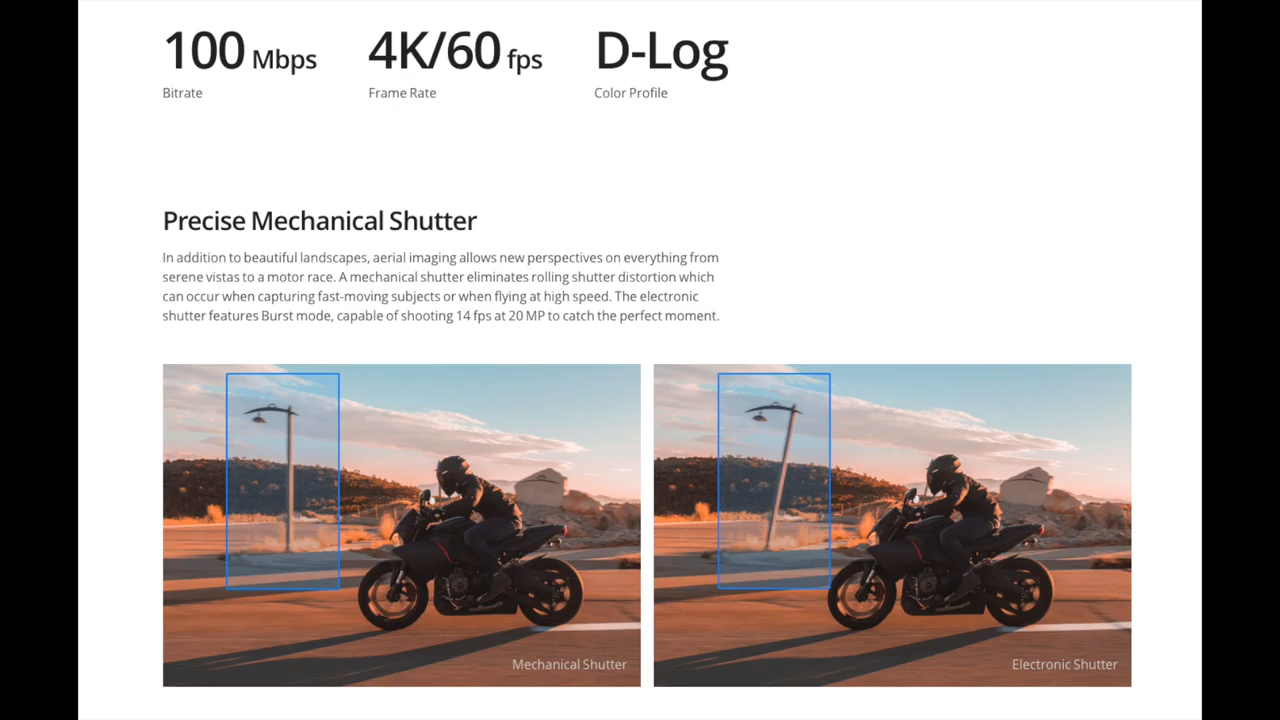 100 Mbps 4K/60 fps D-Log
Bitrate Frame Rate Color Profile
Precise Mechanical Shutter
In addition to beautiful landscapes, aerial imaging allows new perspectives on everything from
serene vistas to a motor race. A mechanical shutter eliminates rolling shutter distortion which
can occur when capturing fast-moving subjects or when flying at high speed. The electronic
shutter features Burst mode, capable of shooting 14 fps at 20 MP to catch the perfect moment.
Mechanical Shutter Electronic Shutter